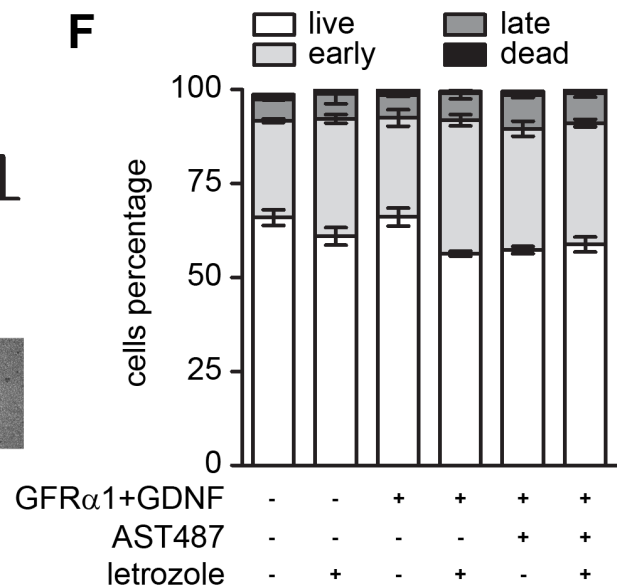 F
live late
early dead
cells percentage
100
75
50
25
0
GFRα1+GDNF - - + + + +
AST487 - - - - + +
letrozole - + - + - +